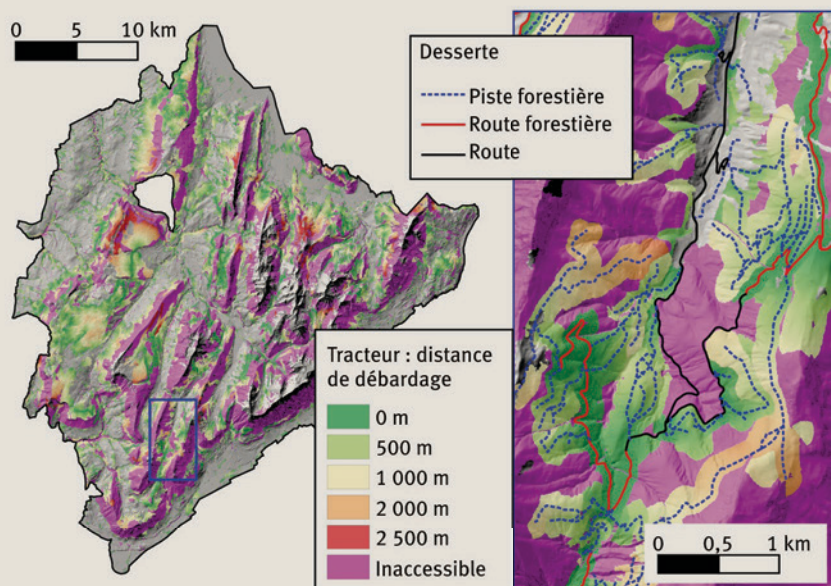 0 5 10 km
Desserte
Piste forestière
Route forestière
Route
Tracteur : distance
de débardage
0 m
500 m
1 000 m
2 000 m
2 500 m
Inaccessible
0 0,5 1 km